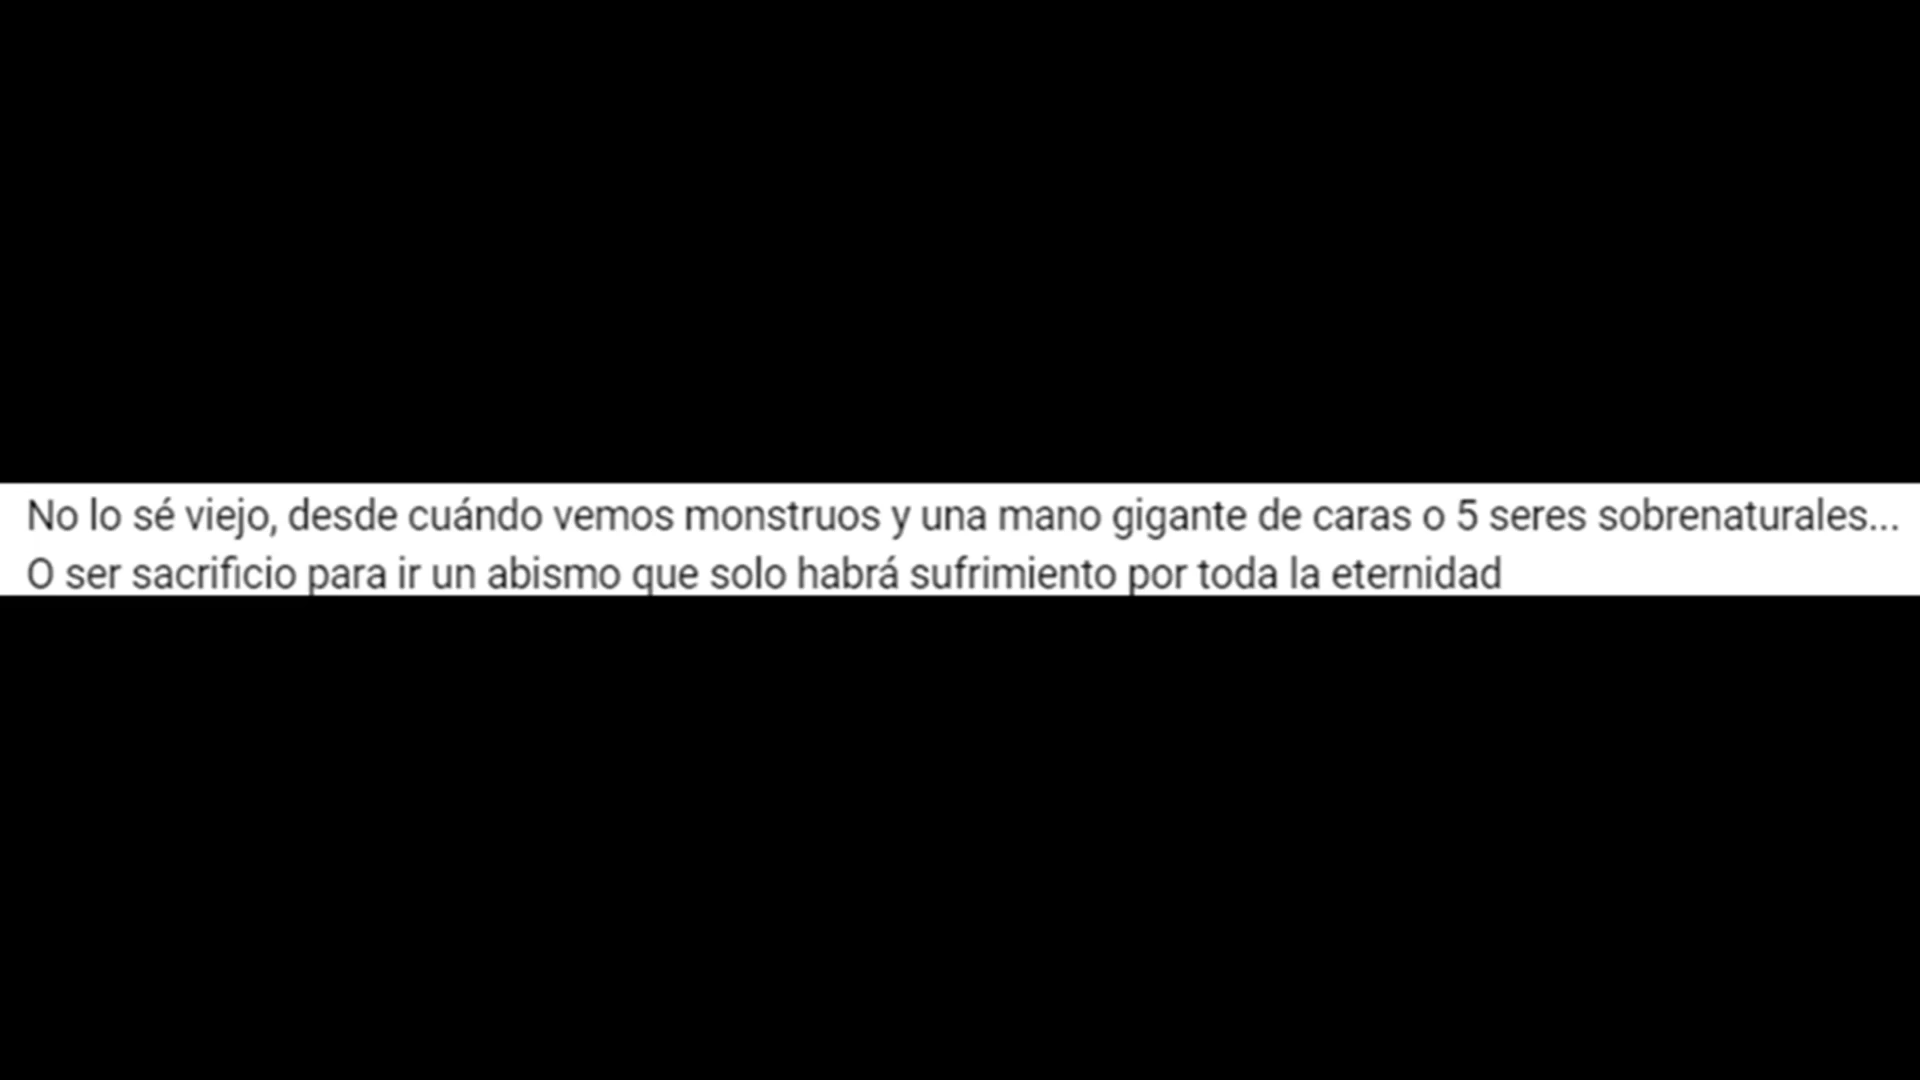 No lo sé viejo, desde cuándo vemos monstruos y una mano gigante de caras o 5 seres sobrenaturales...
O ser sacrificio para ir un abismo que solo habrá sufrimiento por toda la eternidad